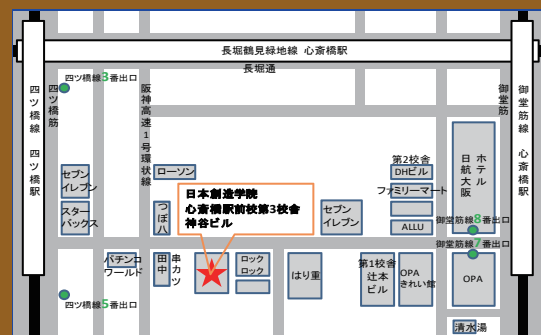 長堀鶴見緑地線 心斎橋駅
長堀通
四ツ橋線 四ツ橋駅
四ツ橋筋
四ツ橋線3番出口
阪神高速1号環状線
御堂筋
御堂筋線 心斎橋駅
セブン
イレブン
スター
バックス
ローソン
つぼ八
日本創造学院
心斎橋駅前校第3校舎
神谷ビル
セブン
イレブン
第2校舎
DHビル
ファミリーマート
ALLU
ホテル
日航大阪
御堂筋線8番出口
御堂筋線7番出口
パチンコ
ワールド
串カツ
田中
ロック
ロック
はり重
第1校舎
辻本
ビル
OPA
きれい館
OPA
四ツ橋線5番出口
清水湯